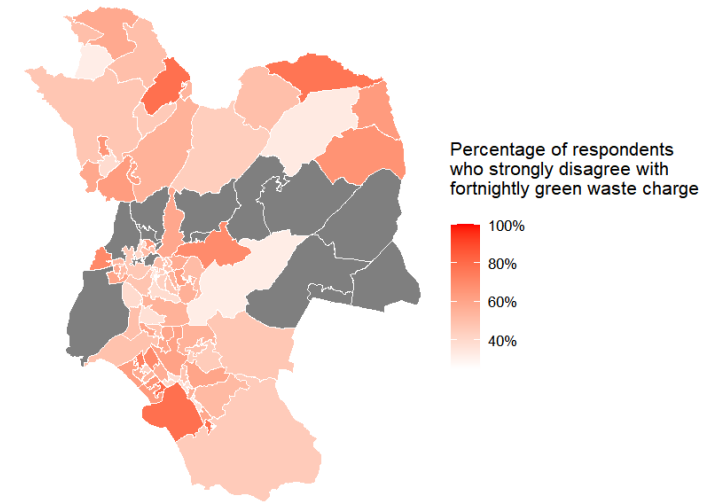 Percentage of respondents
who strongly disagree with
fortnightly green waste charge
100%
80%
60%
40%